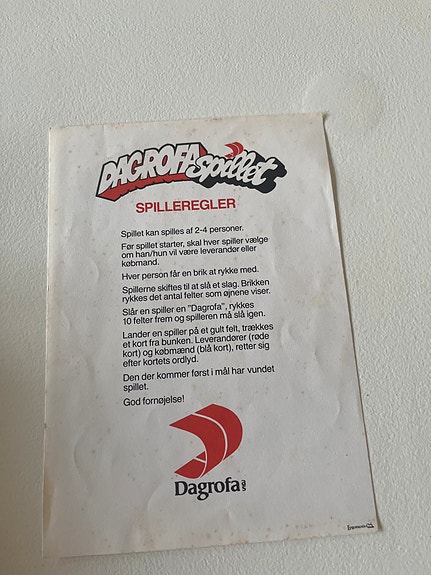 DAGROFA spillet
SPILLEREGLER
Spillet kan spilles af 2-4 personer.
Før spillet starter, skal hver spiller vælge
om han/hun vil være leverandør eller
købmand.
Hver person får en brik at rykke med.
Spillerne skiftes til at slå et slag. Brikken
rykkes det antal felter som øjnene viser.
Slår en spiller en "Dagrofa", rykkes
10 felter frem og spilleren må slå igen.
Lander en spiller på et gult felt, trækkes
et kort fra bunken. Leverandører (røde
kort) og købmænd (blå kort), retter sig
efter kortets ordlyd.
Den der kommer først i mål har vundet
spillet.
God fornøjelse!
Dagrofa a/s